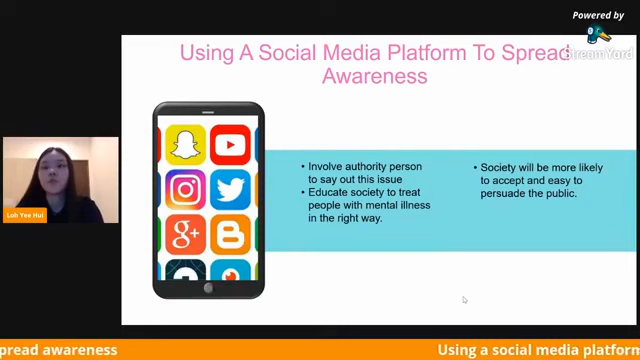 Powered by
StreamYard
Using A Social Media Platform To Spread
Awareness
• Involve authority person
to say out this issue
• Educate society to treat
people with mental illness
in the right way.
• Society will be more likely
to accept and easy to
persuade the public.
g+
Loh Yee Hui
pread awareness
Using a social media platform